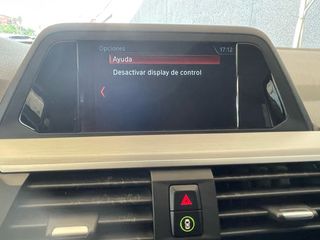 Opciones 17:12
Ayuda
Desactivar display de control